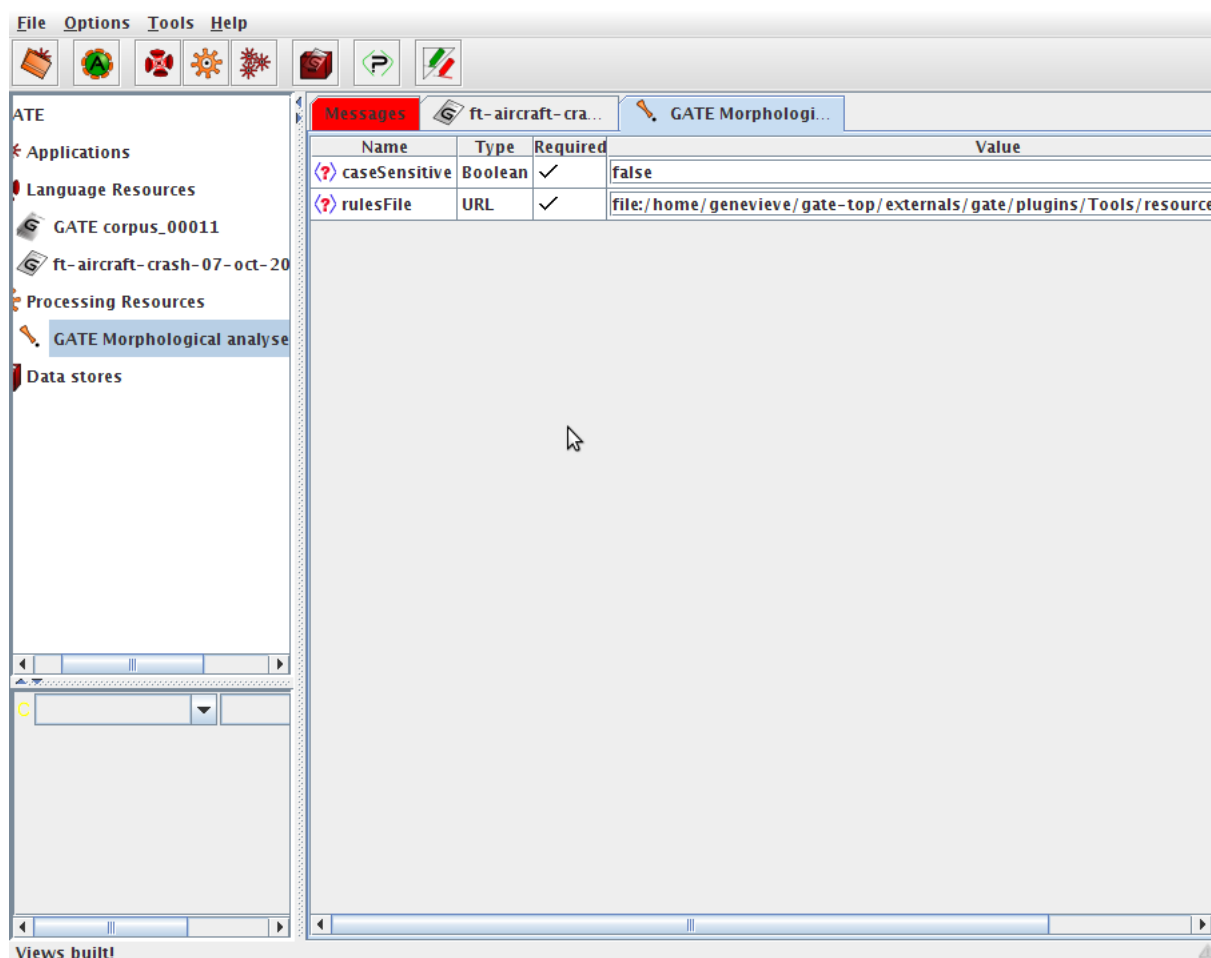 File Options Tools Help
ATE
Applications
Language Resources
GATE corpus_00011
ft-aircraft-crash-07-oct-20
Processing Resources
GATE Morphological analyse
Data stores
Messages ft-aircraft-cra... GATE Morphologi...
Name Type Required Value
<?> caseSensitive Boolean ✓ false
<?> rulesFile URL ✓ file:/home/genevieve/gate-top/externals/gate/plugins/Tools/resource
C
Views built!